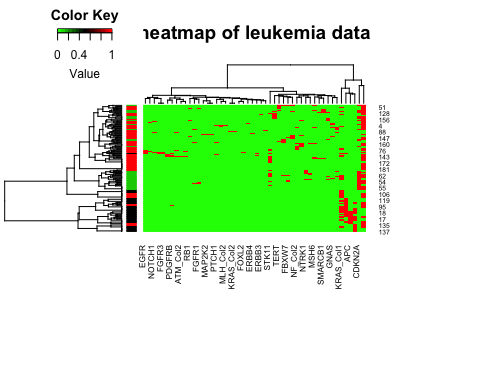 Color Key
heatmap of leukemia data
0 0.4 1
Value
51
128
156
4
88
147
160
76
143
172
181
62
54
55
106
119
95
18
17
135
137
EGFR
NOTCH1
FGFR3
PDGFRB
ATM_Col2
RB1
FGFR1
MAP2K2
PTCH1
MLH_Col2
KRAS_Col2
FOXL2
ERBB4
ERBB3
STK11
TERT
FBXW7
NF_Col2
NTRK1
MSH6
SMARCB1
GNAS
KRAS_Col1
APC
CDKN2A